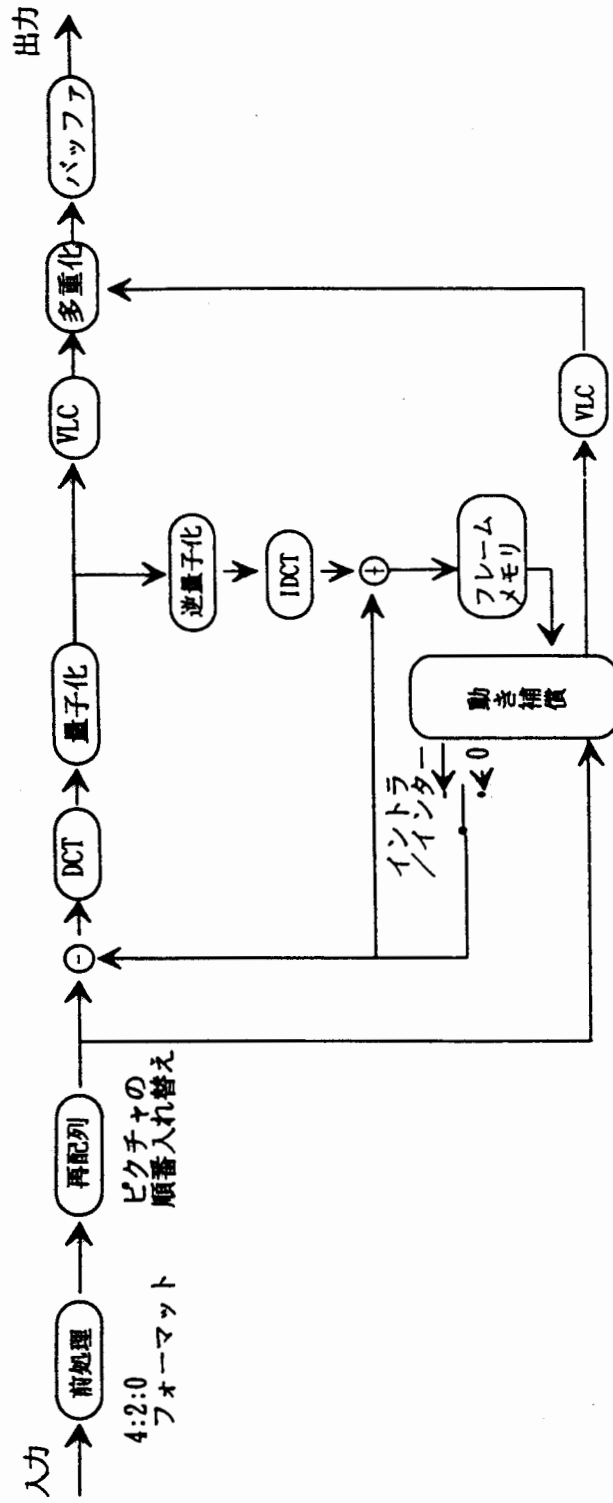 入力
前処理
4:2:0
フォーマット
再配列
ピクチャの
順番入れ替え
-
DCT
量子化
VLC
多重化
バッファ
出力
逆量子化
IDCT
+
フレーム
メモリ
動き補償
イントラ
/インター
0
VLC